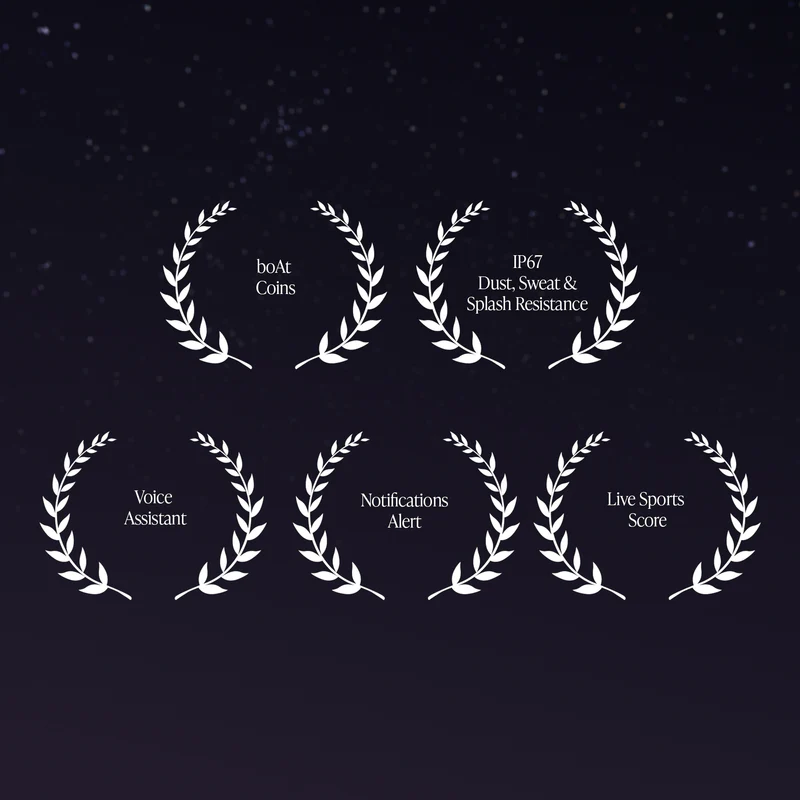 boAt
Coins
IP67
Dust, Sweat &
Splash Resistance
Voice
Assistant
Notifications
Alert
Live Sports
Score